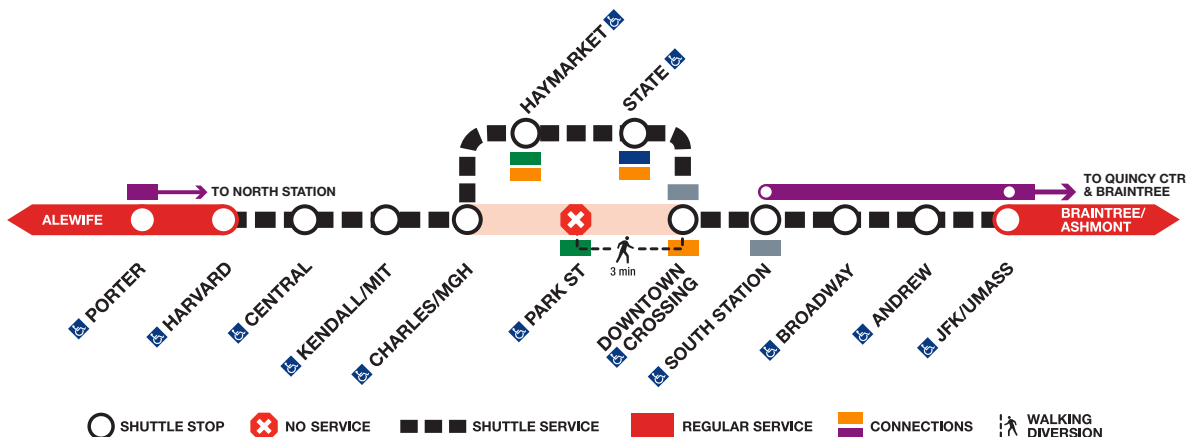 HAYMARKET
STATE
TO NORTH STATION
TO QUINCY CTR
& BRAINTREE
ALEWIFE
BRAINTREE/
ASHMONT
3 min
PORTER
HARVARD
CENTRAL
KENDALL/MIT
CHARLES/MGH
PARK ST
DOWNTOWN
CROSSING
SOUTH STATION
BROADWAY
ANDREW
JFK/UMASS
SHUTTLE STOP
NO SERVICE
SHUTTLE SERVICE
REGULAR SERVICE
CONNECTIONS
WALKING
DIVERSION